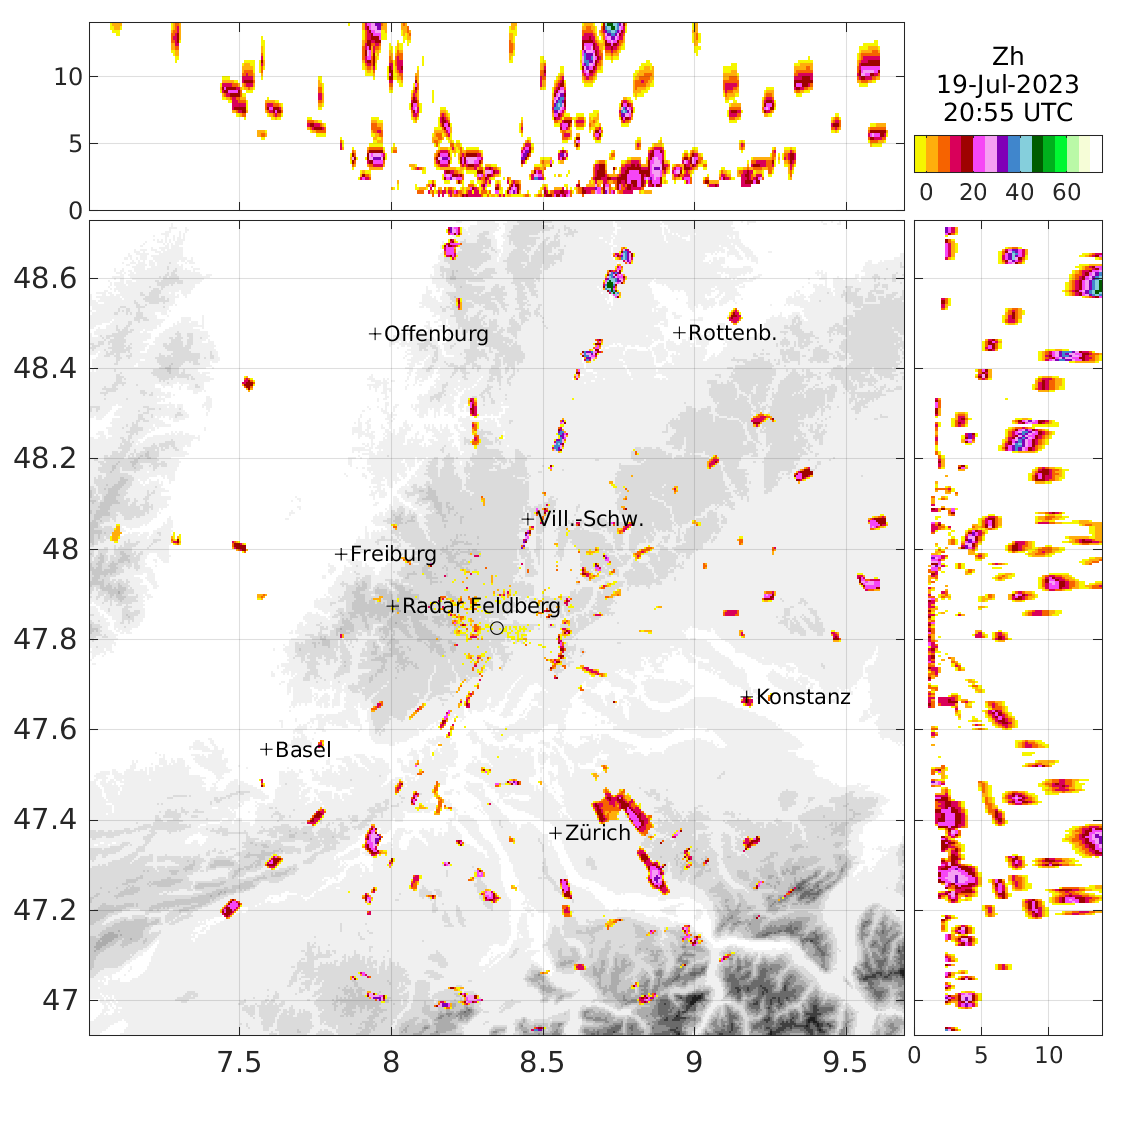 10
5
0
Zh
19-Jul-2023
20:55 UTC
0 20 40 60
48.6
48.4
48.2
48
47.8
47.6
47.4
47.2
47
Offenburg
Rottenb.
Vill.-Schw.
Freiburg
Radar Feldberg
Konstanz
Basel
Zürich
7.5 8 8.5 9 9.5
0 5 10